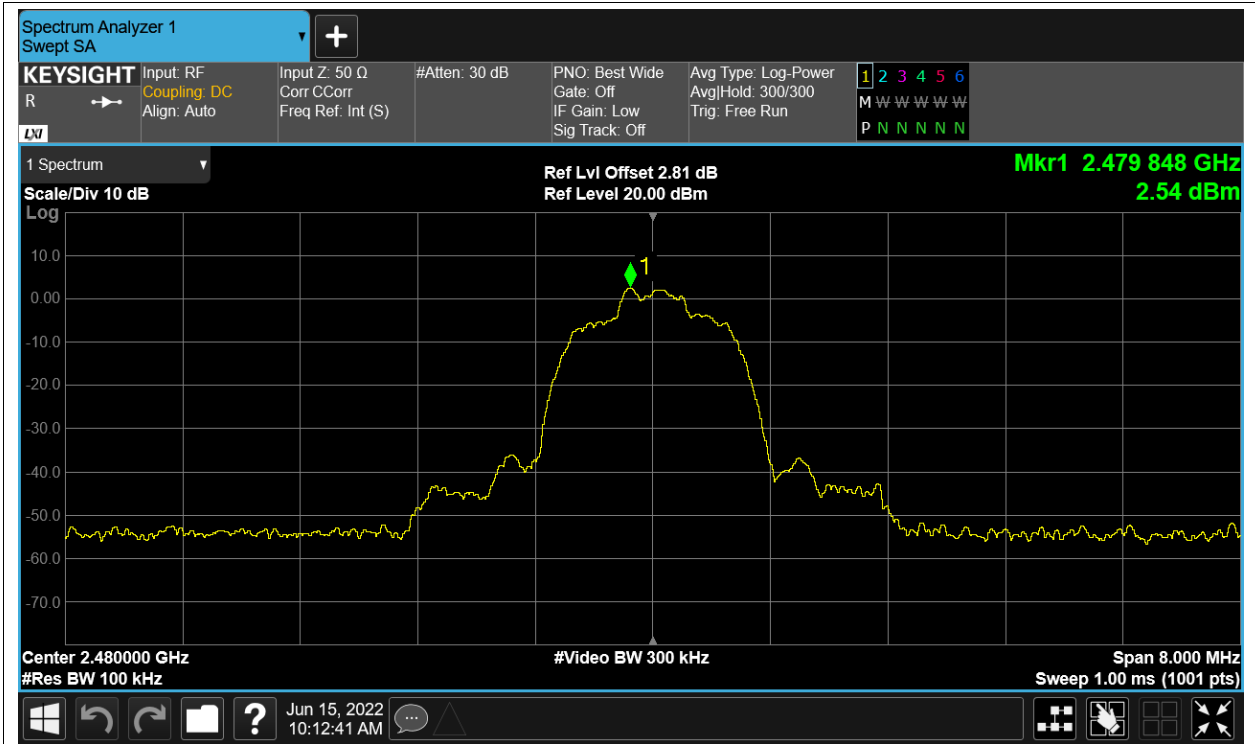 Spectrum Analyzer 1
Swept SA
KEYSIGHT
R
LXI
Input: RF
Coupling: DC
Align: Auto
Input Z: 50 Ω
Corr CCorr
Freq Ref: Int (S)
#Atten: 30 dB
PNO: Best Wide
Gate: Off
IF Gain: Low
Sig Track: Off
Avg Type: Log-Power
Avg|Hold: 300/300
Trig: Free Run
1 2 3 4 5 6
M W W W W W
P N N N N N
1 Spectrum
Scale/Div 10 dB
Log
Ref Lvl Offset 2.81 dB
Ref Level 20.00 dBm
Mkr1 2.479 848 GHz
2.54 dBm
1
10.0
0.00
-10.0
-20.0
-30.0
-40.0
-50.0
-60.0
-70.0
Center 2.480000 GHz
#Res BW 100 kHz
#Video BW 300 kHz
Span 8.000 MHz
Sweep 1.00 ms (1001 pts)
?
Jun 15, 2022
10:12:41 AM